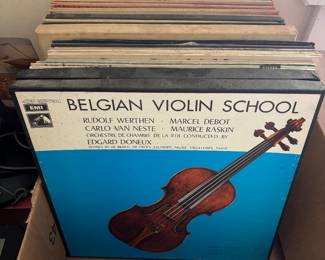 EMI
BELGIAN VIOLIN SCHOOL
RUDOLF WERTHEN · MARCEL DEBOT
CARLO VAN NESTE · MAURICE RASKIN
ORCHESTRE DE CHAMBRE DE LA RTB CONDUCTED BY
EDGARD DONEUX